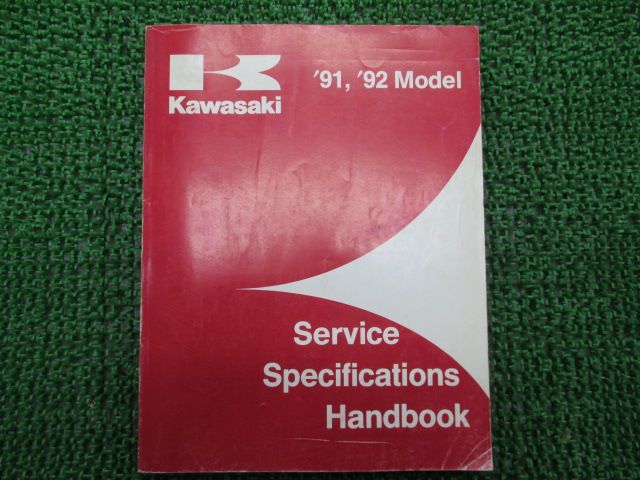 Kawasaki
'91, '92 Model
Service
Specifications
Handbook